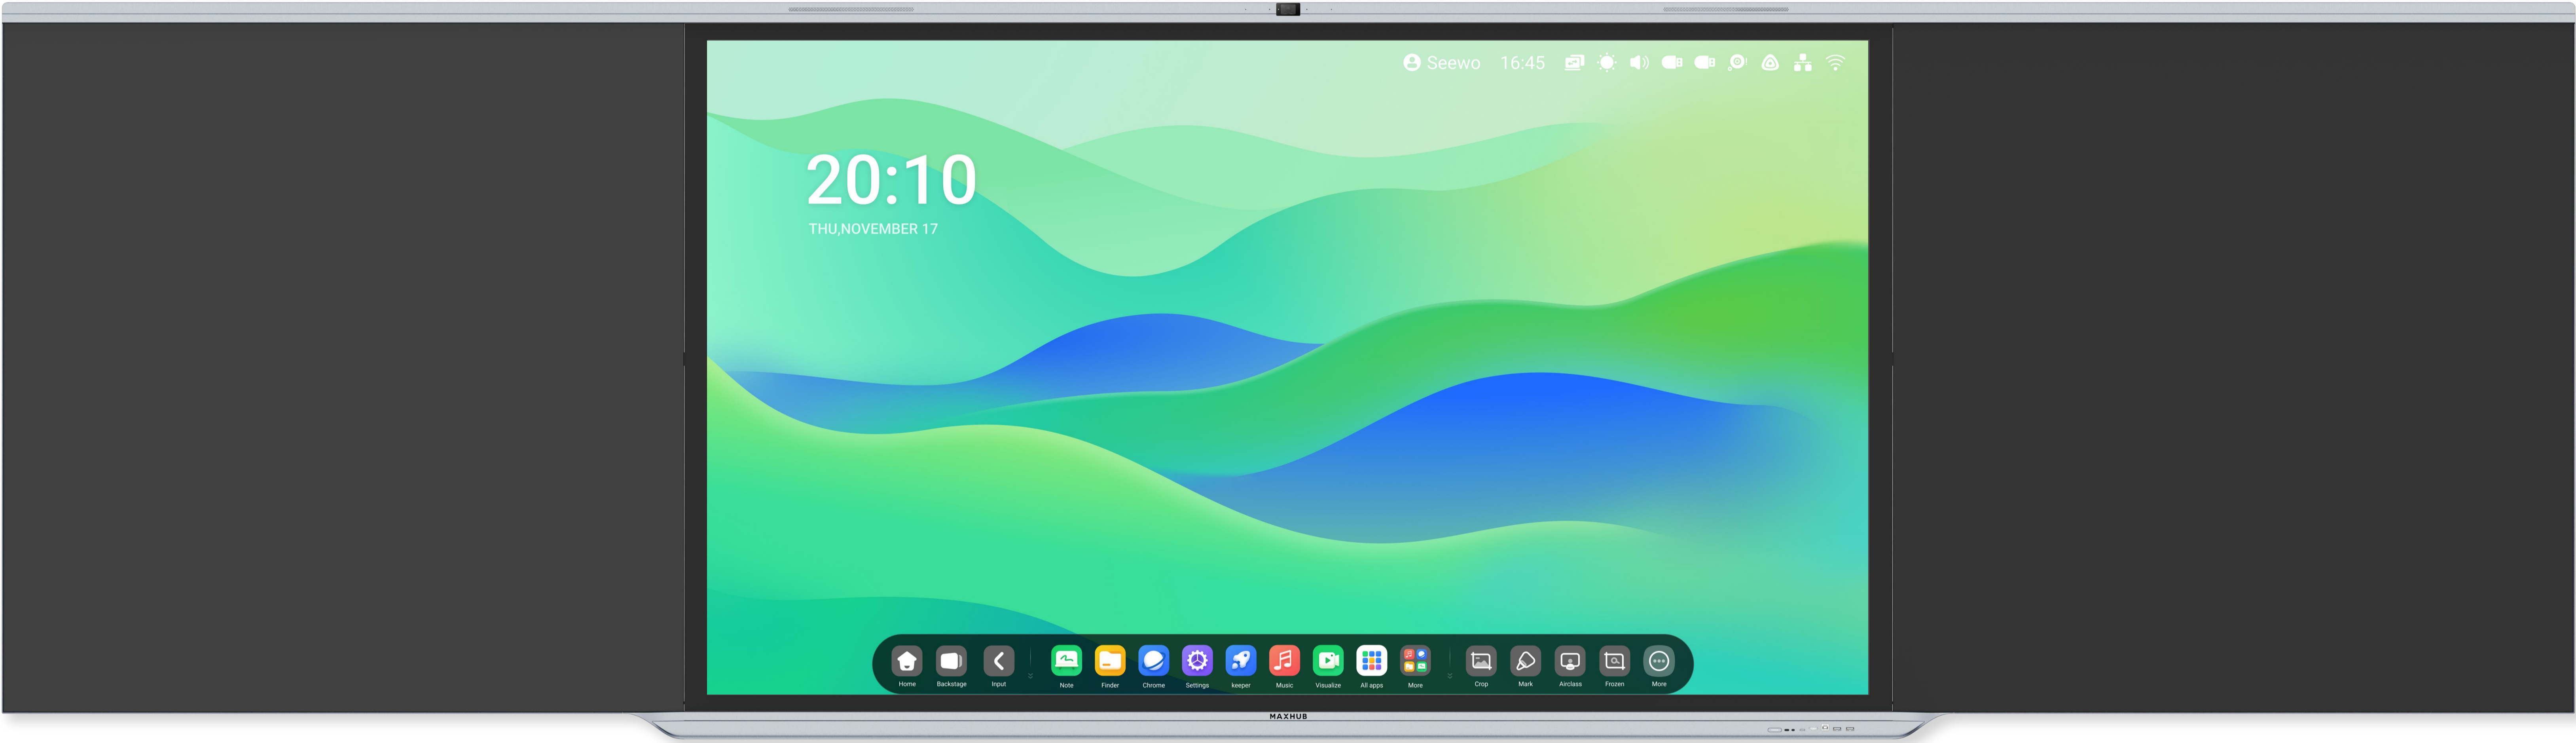 Seewo 16:45
20:10
THU,NOVEMBER 17
Home Backstage Input Note Finder Chrome Settings keeper Music Visualize All apps More Crop Mark Airclass Frozen More
MAXHUB